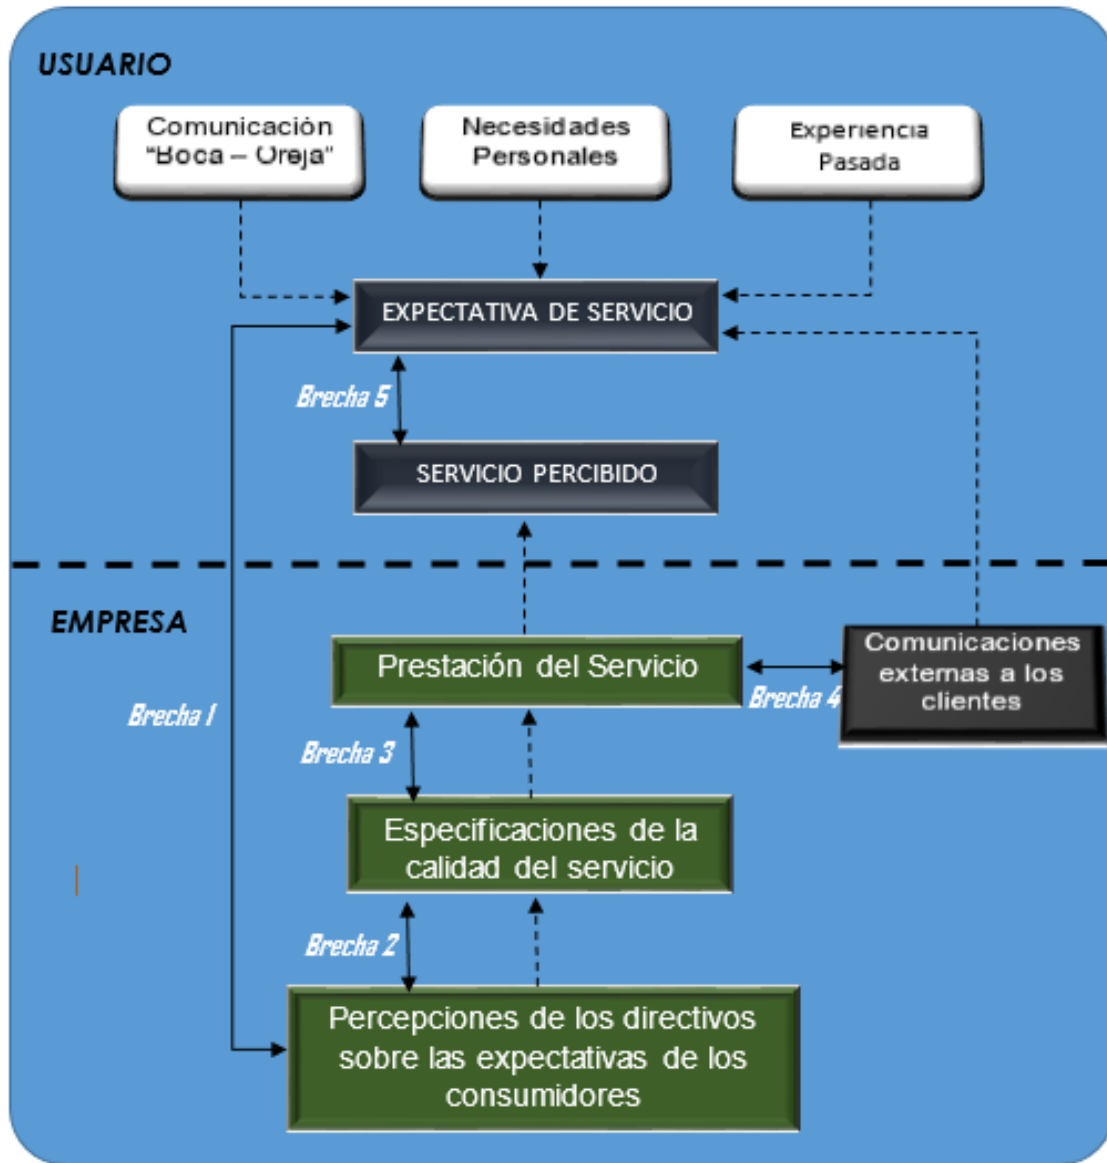 USUARIO
Comunicación
"Boca – Oreja"
Necesidades
Personales
Experiencia
Pasada
EXPECTATIVA DE SERVICIO
Brecha 5
SERVICIO PERCIBIDO
EMPRESA
Prestación del Servicio
Comunicaciones
externas a los
clientes
Brecha 4
Brecha 1
Brecha 3
Especificaciones de la
calidad del servicio
Brecha 2
Percepciones de los directivos
sobre las expectativas de los
consumidores